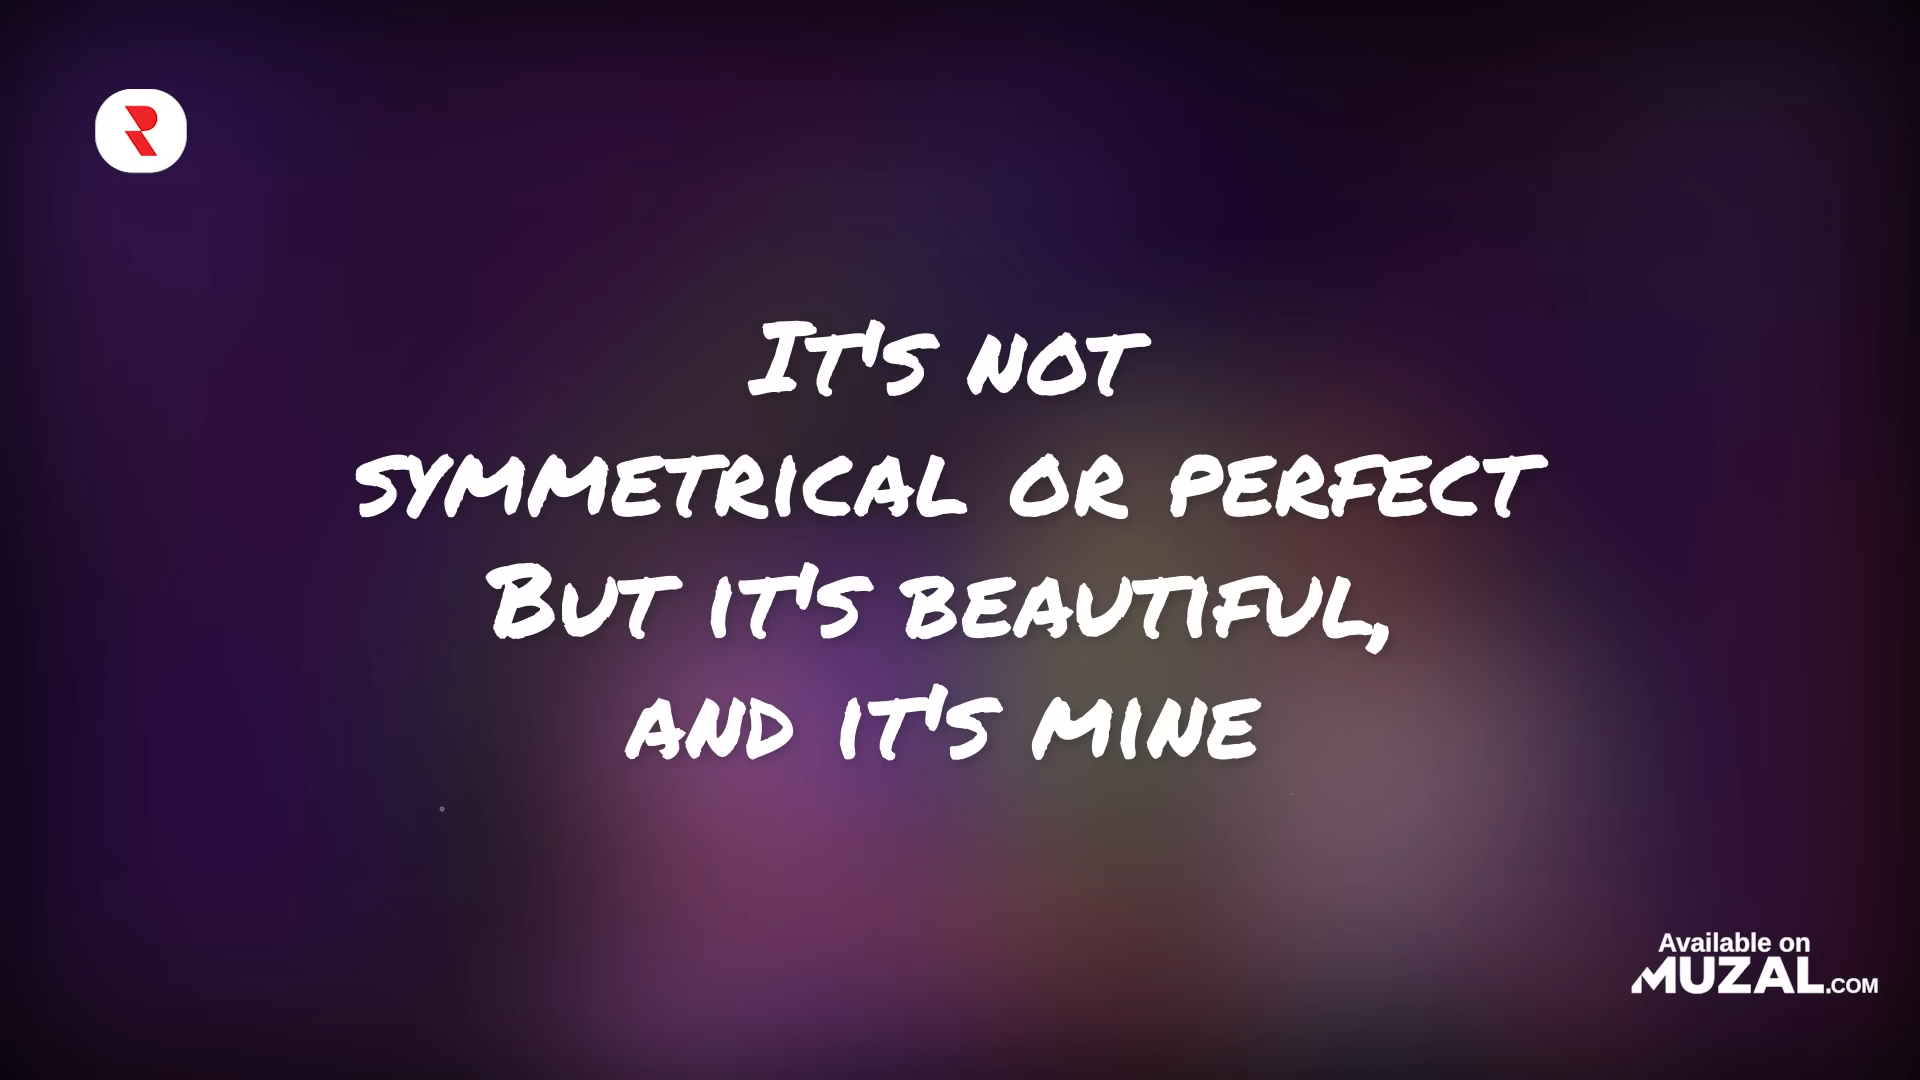 R
It's not
symmetrical or perfect
But it's beautiful,
and it's mine
Available on
MUZAL.COM